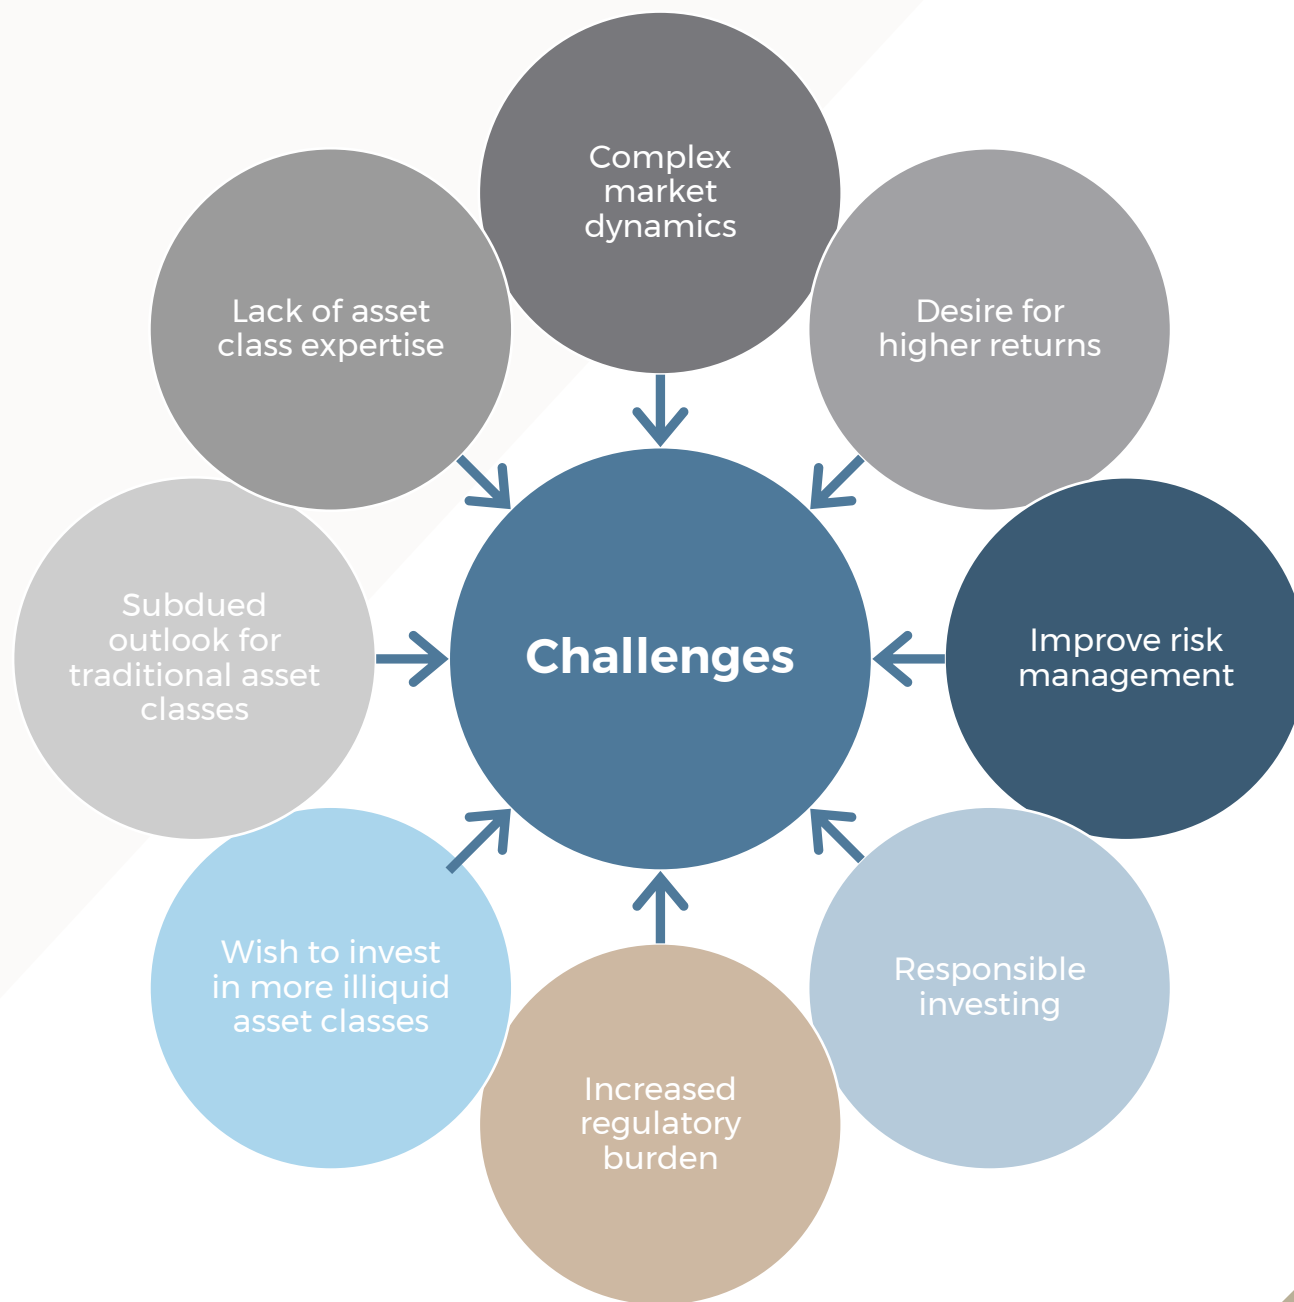 Complex
market
dynamics
Desire for
higher returns
Improve risk
management
Responsible
investing
Increased
regulatory
burden
Wish to invest
in more illiquid
asset classes
Subdued
outlook for
traditional asset
classes
Lack of asset
class expertise
Challenges